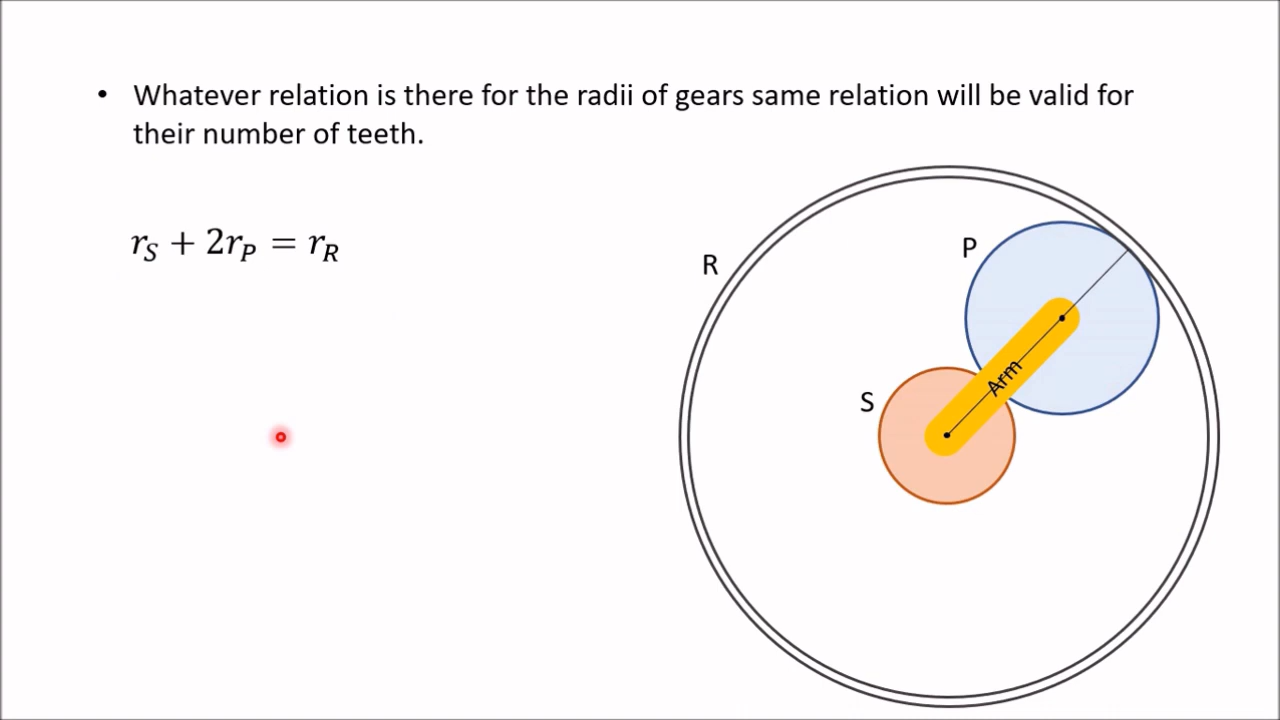 • Whatever relation is there for the radii of gears same relation will be valid for
their number of teeth.
r_S + 2r_P = r_R
R
P
S
Arm